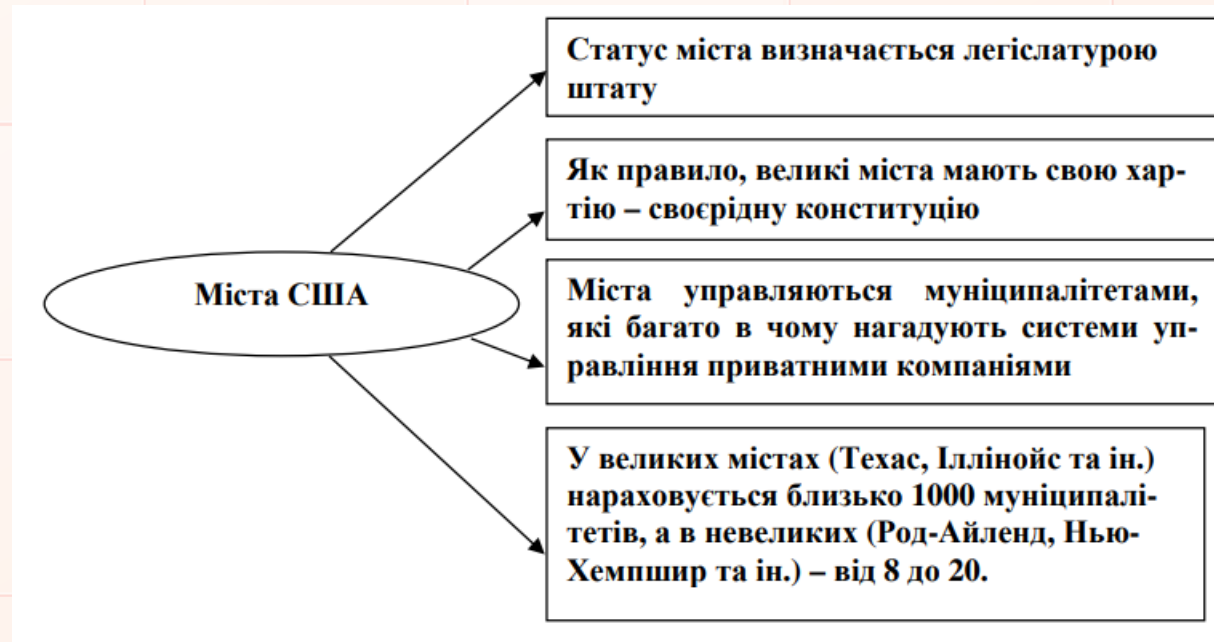 Статус міста визначається легіслатурою
штату
Як правило, великі міста мають свою хар-
тію – своєрідну конституцію
Міста США
Міста управляються муніципалітетами,
які багато в чому нагадують системи уп-
равління приватними компаніями
У великих містах (Техас, Іллінойс та ін.)
нараховується близько 1000 муніципалі-
тетів, а в невеликих (Род-Айленд, Нью-
Хемпшир та ін.) – від 8 до 20.